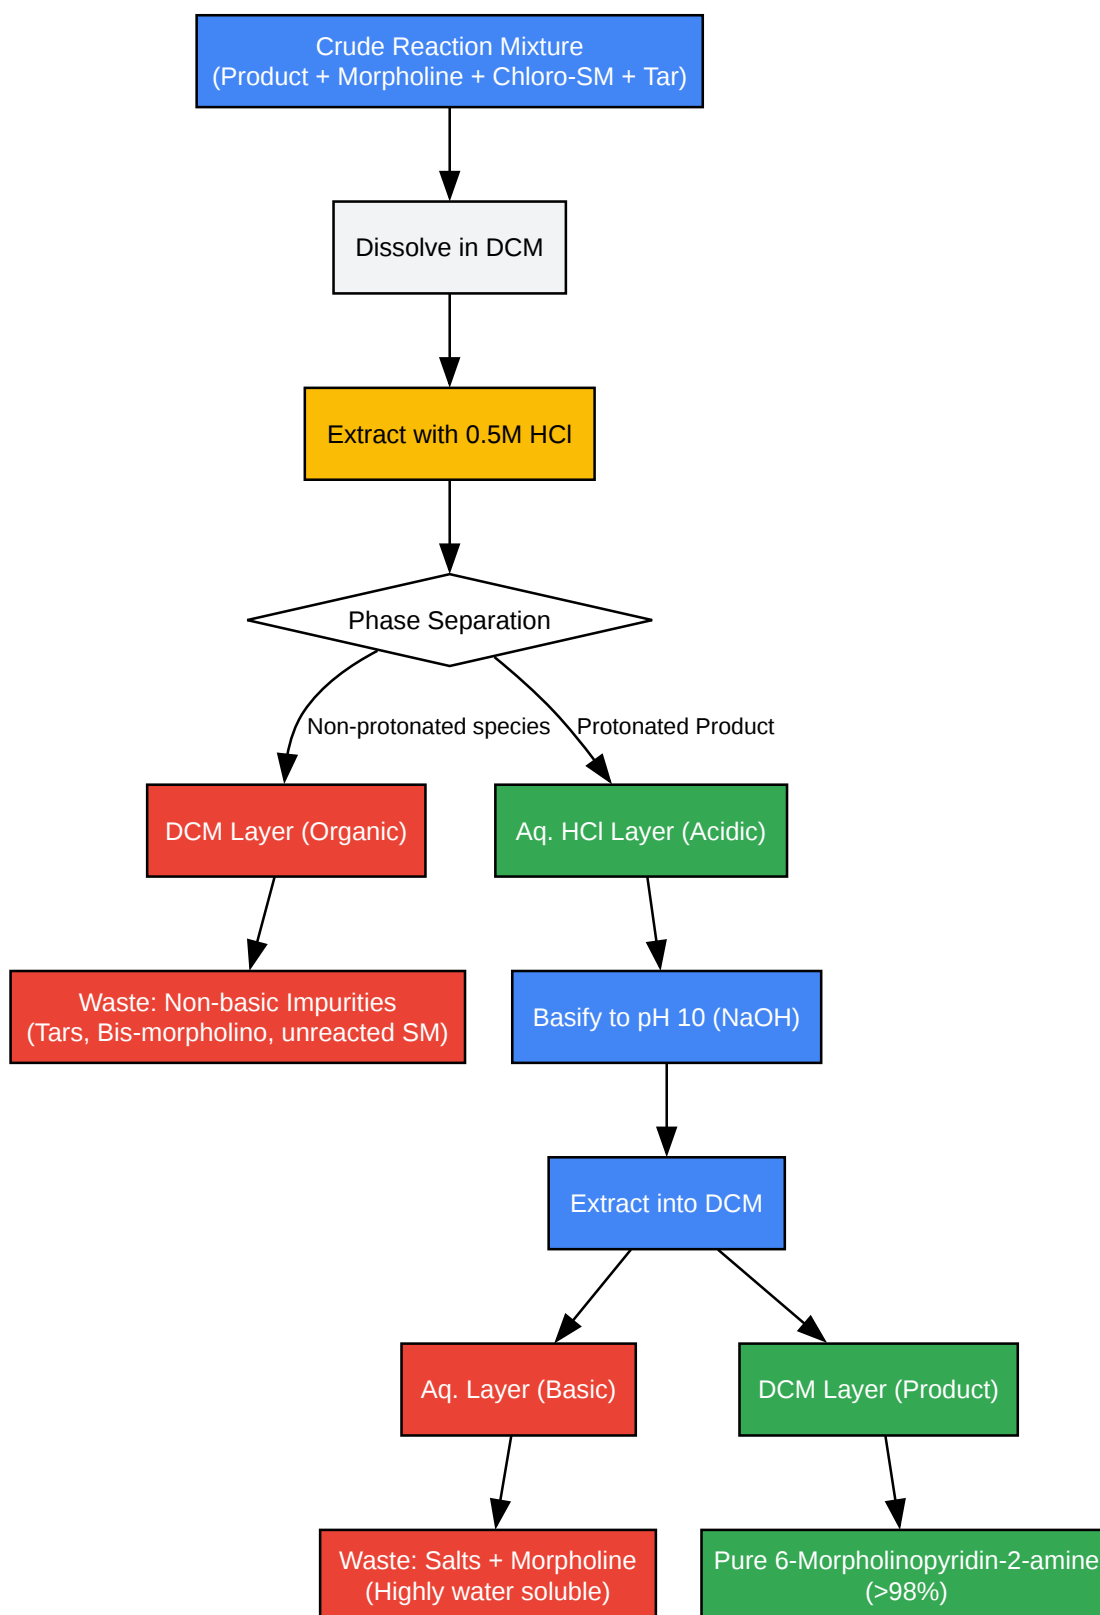 Crude Reaction Mixture
(Product + Morpholine + Chloro-SM + Tar)
Dissolve in DCM
Extract with 0.5M HCl
Phase Separation
Non-protonated species
Protonated Product
DCM Layer (Organic)
Aq. HCl Layer (Acidic)
Waste: Non-basic Impurities
(Tars, Bis-morpholino, unreacted SM)
Basify to pH 10 (NaOH)
Extract into DCM
Aq. Layer (Basic)
DCM Layer (Product)
Waste: Salts + Morpholine
(Highly water soluble)
Pure 6-Morpholinopyridin-2-amine
(>98%)